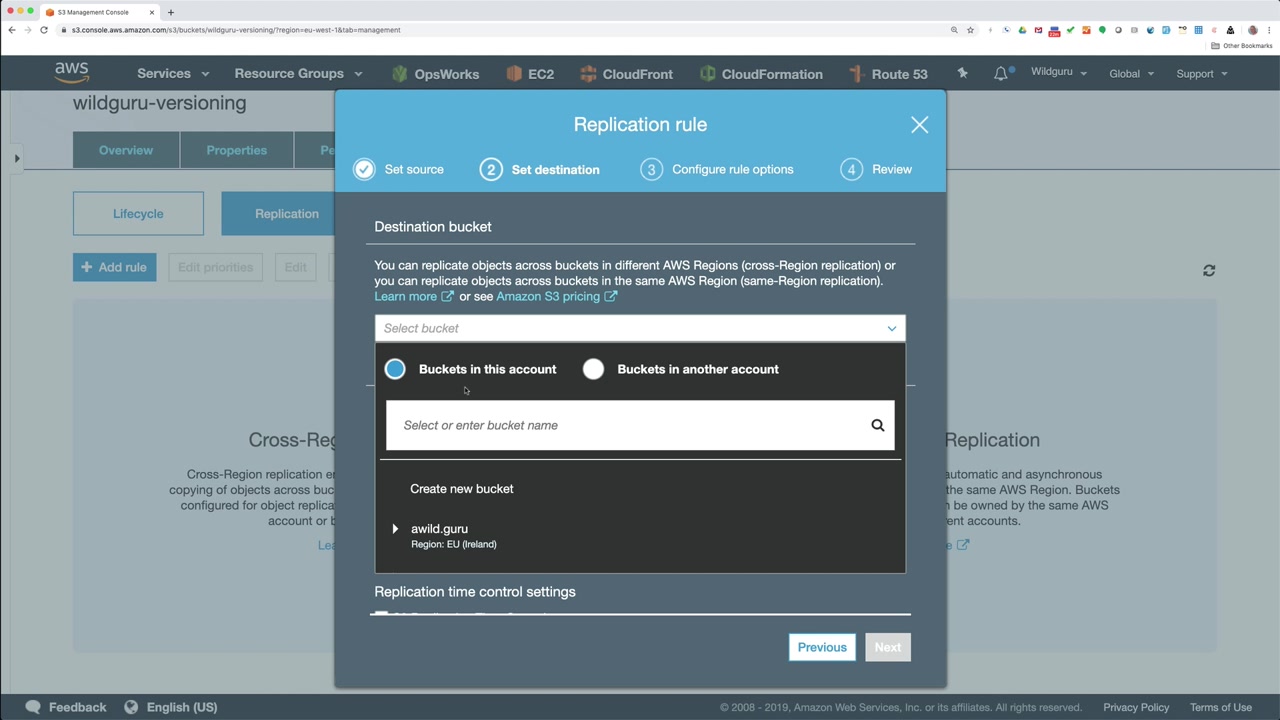 S3 Management Console
s3.console.aws.amazon.com/s3/buckets/wildguru-versioning/?region=eu-west-1&tab=management
Other Bookmarks
aws
Services
Resource Groups
OpsWorks
EC2
CloudFront
CloudFormation
Route 53
Wildguru
Global
Support
wildguru-versioning
Overview
Properties
Pe
Lifecycle
Replication
Add rule
Edit priorities
Edit
Replication rule
Set source
2 Set destination
3 Configure rule options
4 Review
Destination bucket
You can replicate objects across buckets in different AWS Regions (cross-Region replication) or
you can replicate objects across buckets in the same AWS Region (same-Region replication).
Learn more or see Amazon S3 pricing
Select bucket
Buckets in this account
Buckets in another account
Select or enter bucket name
Create new bucket
awild.guru
Region: EU (Ireland)
Replication time control settings
Previous
Next
Cross-Reg
Cross-Region replication en
copying of objects across buc
configured for object replica
account or b
Lea
Replication
automatic and asynchronous
the same AWS Region. Buckets
n be owned by the same AWS
ent accounts.
e
Feedback
English (US)
© 2008 - 2019, Amazon Web Services, Inc. or its affiliates. All rights reserved.
Privacy Policy
Terms of Use